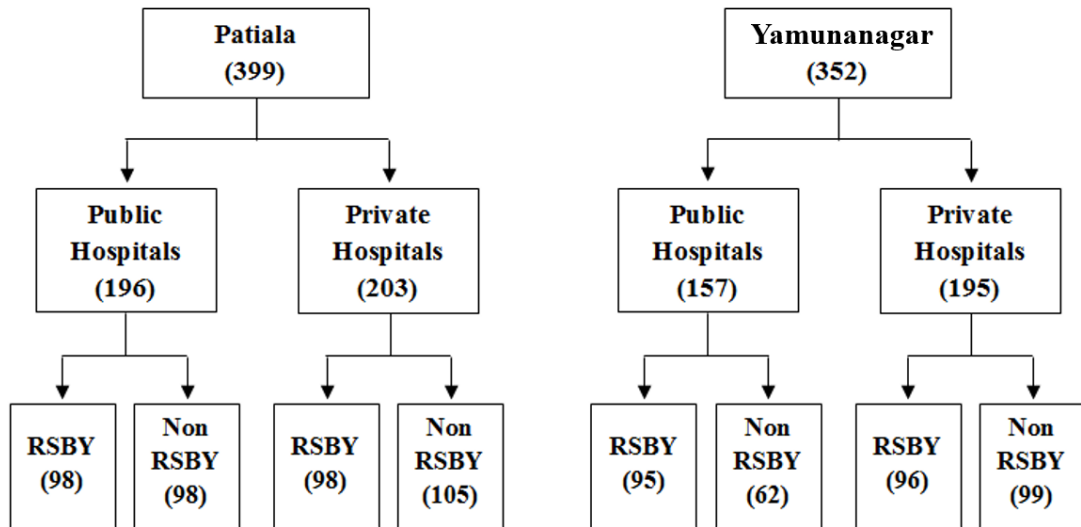 Patiala
(399)
Yamunanagar
(352)
Public
Hospitals
(196)
Private
Hospitals
(203)
Public
Hospitals
(157)
Private
Hospitals
(195)
RSBY
(98)
Non
RSBY
(98)
RSBY
(98)
Non
RSBY
(105)
RSBY
(95)
Non
RSBY
(62)
RSBY
(96)
Non
RSBY
(99)